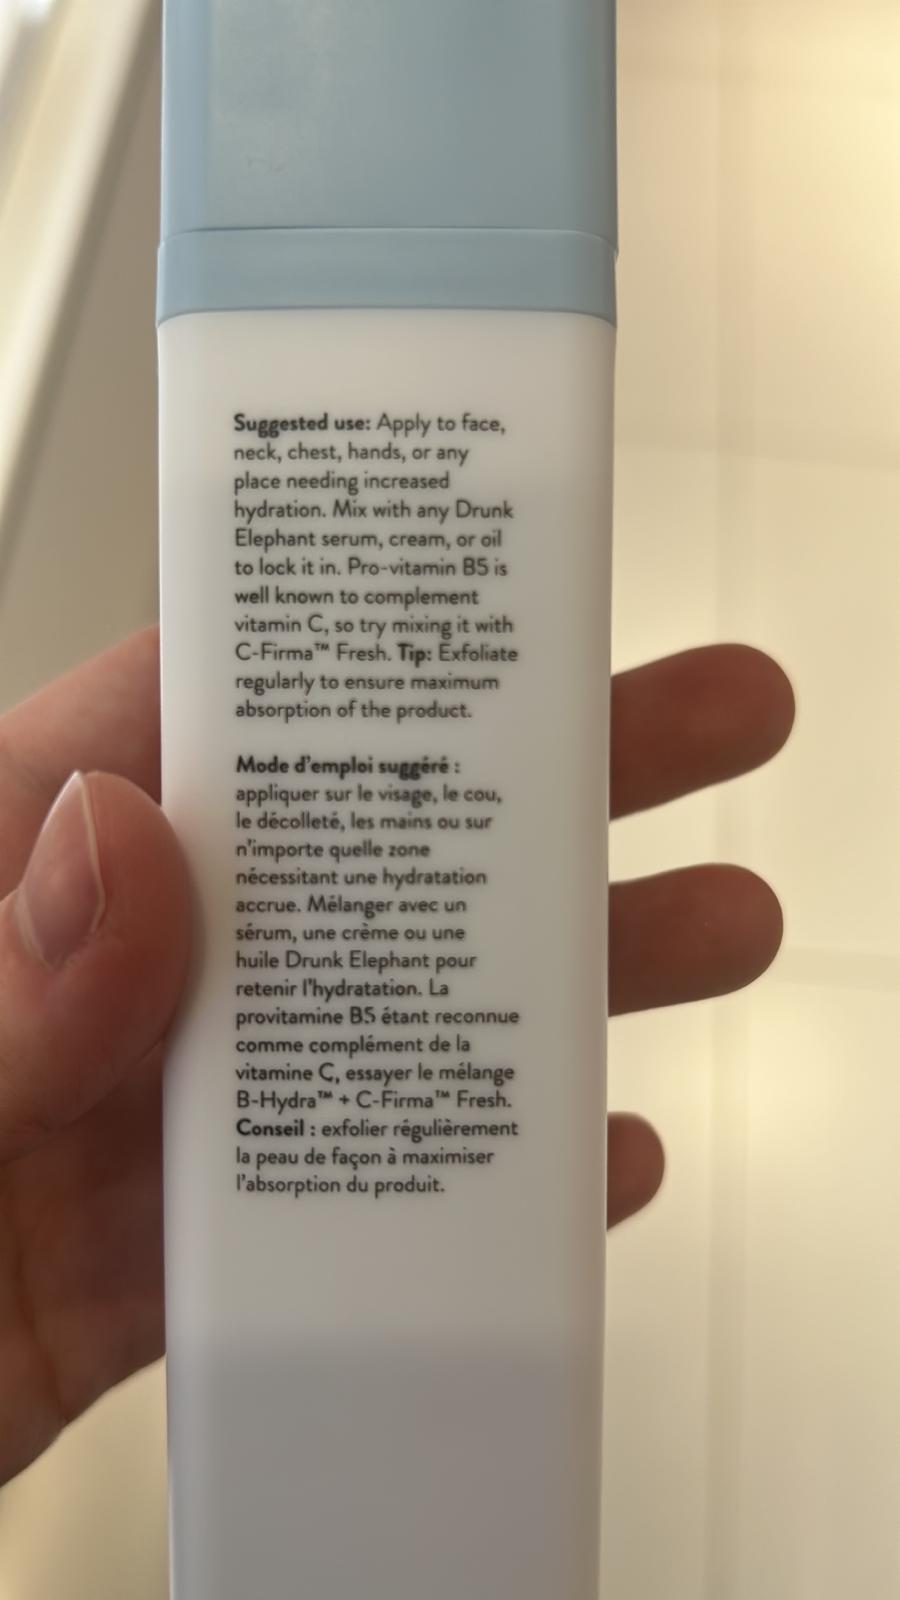 Suggested use: Apply to face,
neck, chest, hands, or any
place needing increased
hydration. Mix with any Drunk
Elephant serum, cream, or oil
to lock it in. Pro-vitamin B5 is
well known to complement
vitamin C, so try mixing it with
C-Firma™ Fresh. Tip: Exfoliate
regularly to ensure maximum
absorption of the product.
Mode d'emploi suggéré :
appliquer sur le visage, le cou,
le décolleté, les mains ou sur
n'importe quelle zone
nécessitant une hydratation
accrue. Mélanger avec un
sérum, une crème ou une
huile Drunk Elephant pour
retenir l'hydratation. La
provitamine B5 étant reconnue
comme complément de la
vitamine C, essayer le mélange
B-Hydra™ + C-Firma™ Fresh.
Conseil : exfolier régulièrement
la peau de façon à maximiser
l'absorption du produit.